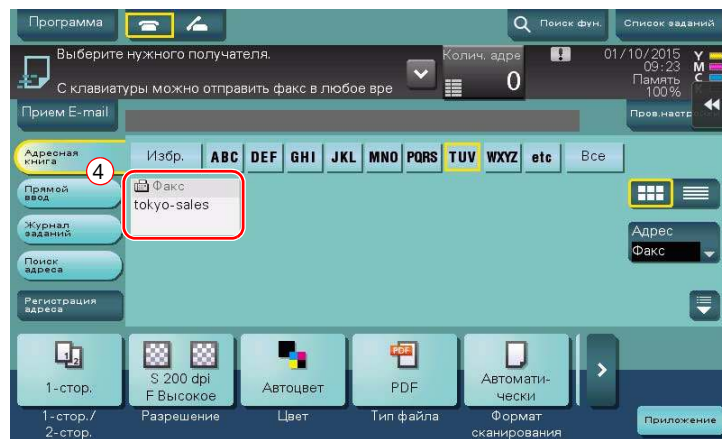 Программа
Поиск фун.
Список заданий
Выберите нужного получателя.
С клавиатуры можно отправить факс в любое вре
Колич. адре
0
01/10/2015
09:23
Память
100%
Y
M
C
Прием E-mail
Пров.настр
Адресная
книга
Избр.
ABC
DEF
GHI
JKL
MNO
PQRS
TUV
WXYZ
etc
Все
4
Факс
tokyo-sales
Прямой
ввод
Журнал
заданий
Поиск
адреса
Регистрация
адреса
Адрес
Факс
1-стор.
S 200 dpi
F Высокое
Автоцвет
PDF
PDF
Автомати-
чески
1-стор./
2-стор.
Разрешение
Цвет
Тип файла
Формат
сканирования
Приложение